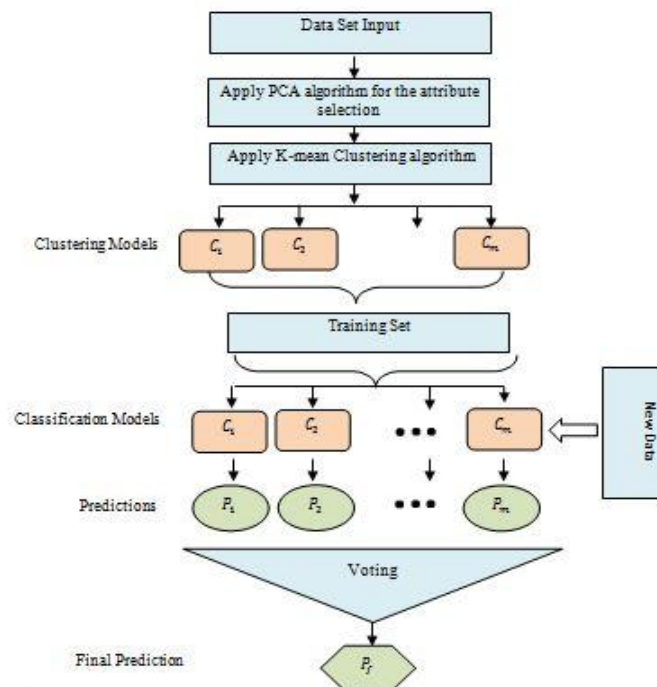 Data Set Input
Apply PCA algorithm for the attribute
selection
Apply K-mean Clustering algorithm
Clustering Models
C₁ C₂ Cₘ
Training Set
Classification Models
C₁ C₂ ●●● Cₘ
New Data
Predictions
P₁ P₂ ●●● Pₘ
Voting
Final Prediction
P_f